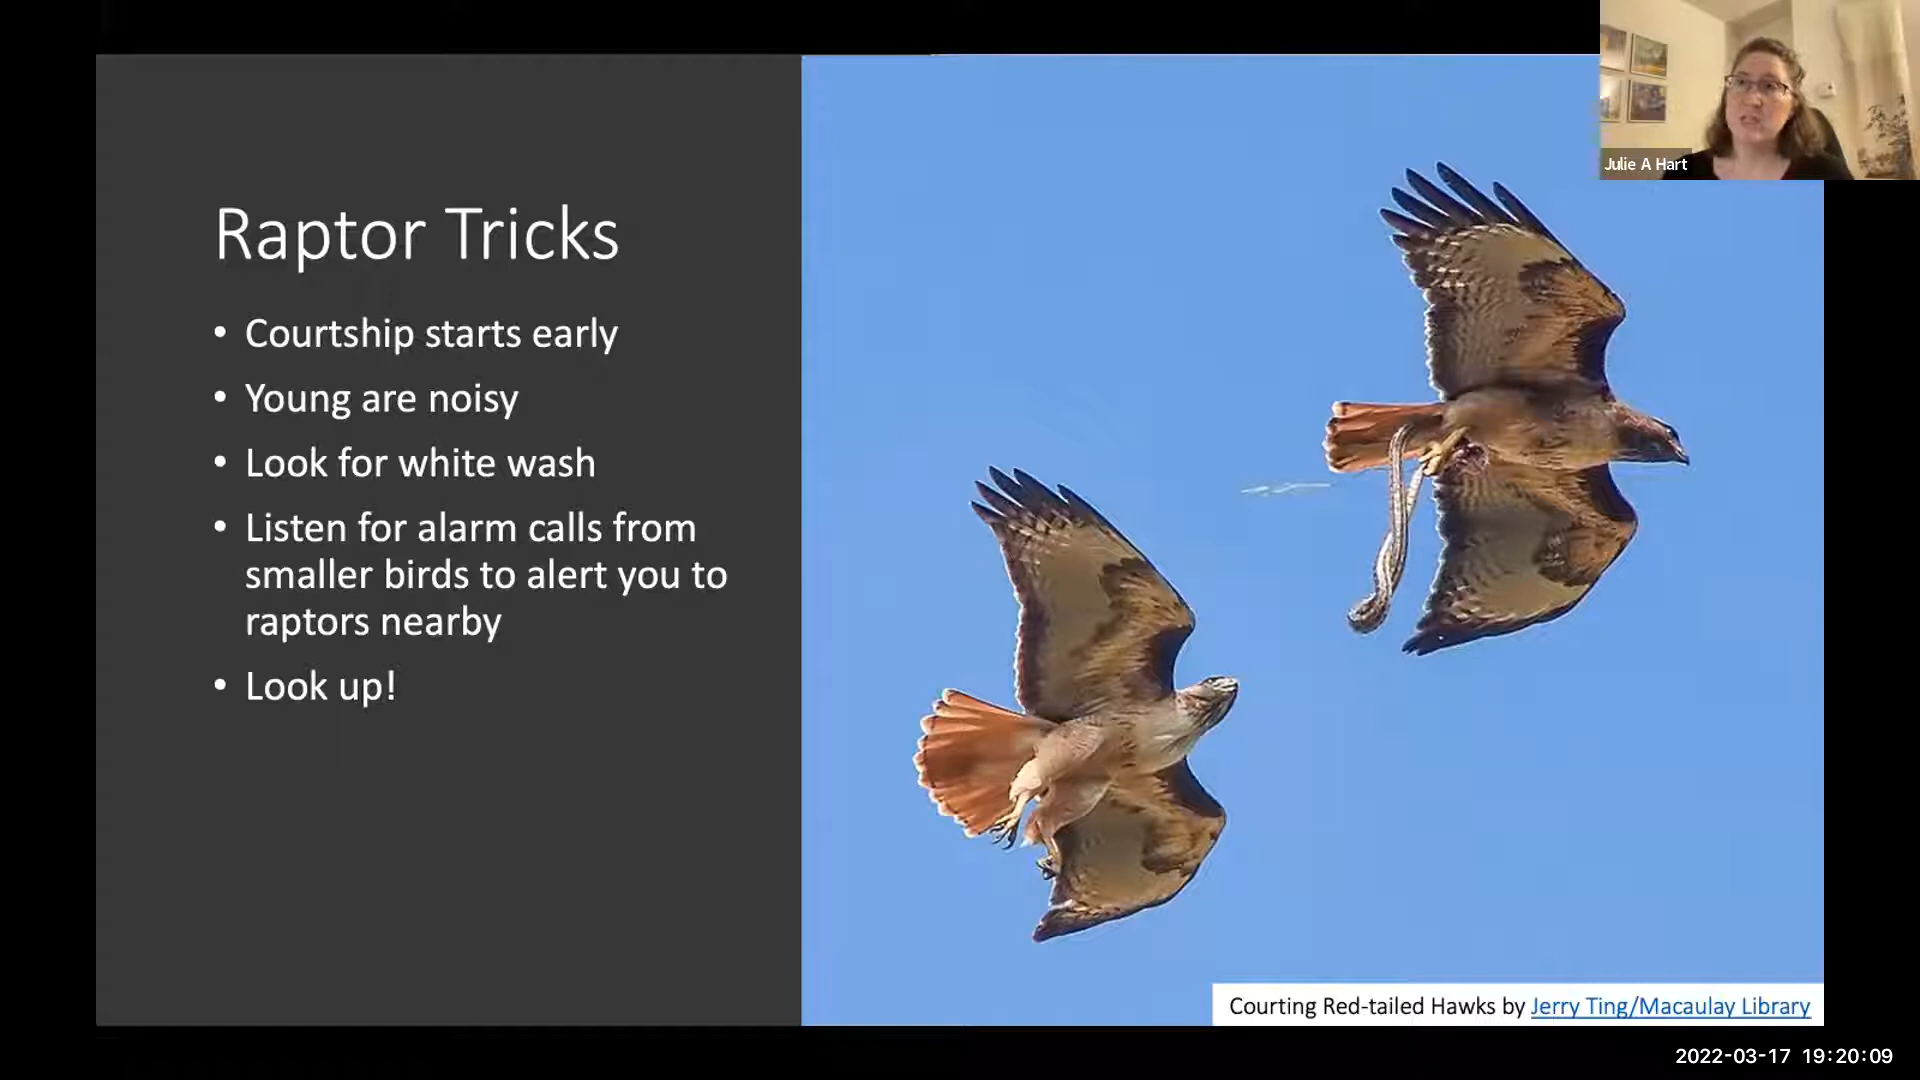 Julie A Hart
Raptor Tricks
• Courtship starts early
• Young are noisy
• Look for white wash
• Listen for alarm calls from
smaller birds to alert you to
raptors nearby
• Look up!
Courting Red-tailed Hawks by Jerry Ting/Macaulay Library
2022-03-17 19:20:09